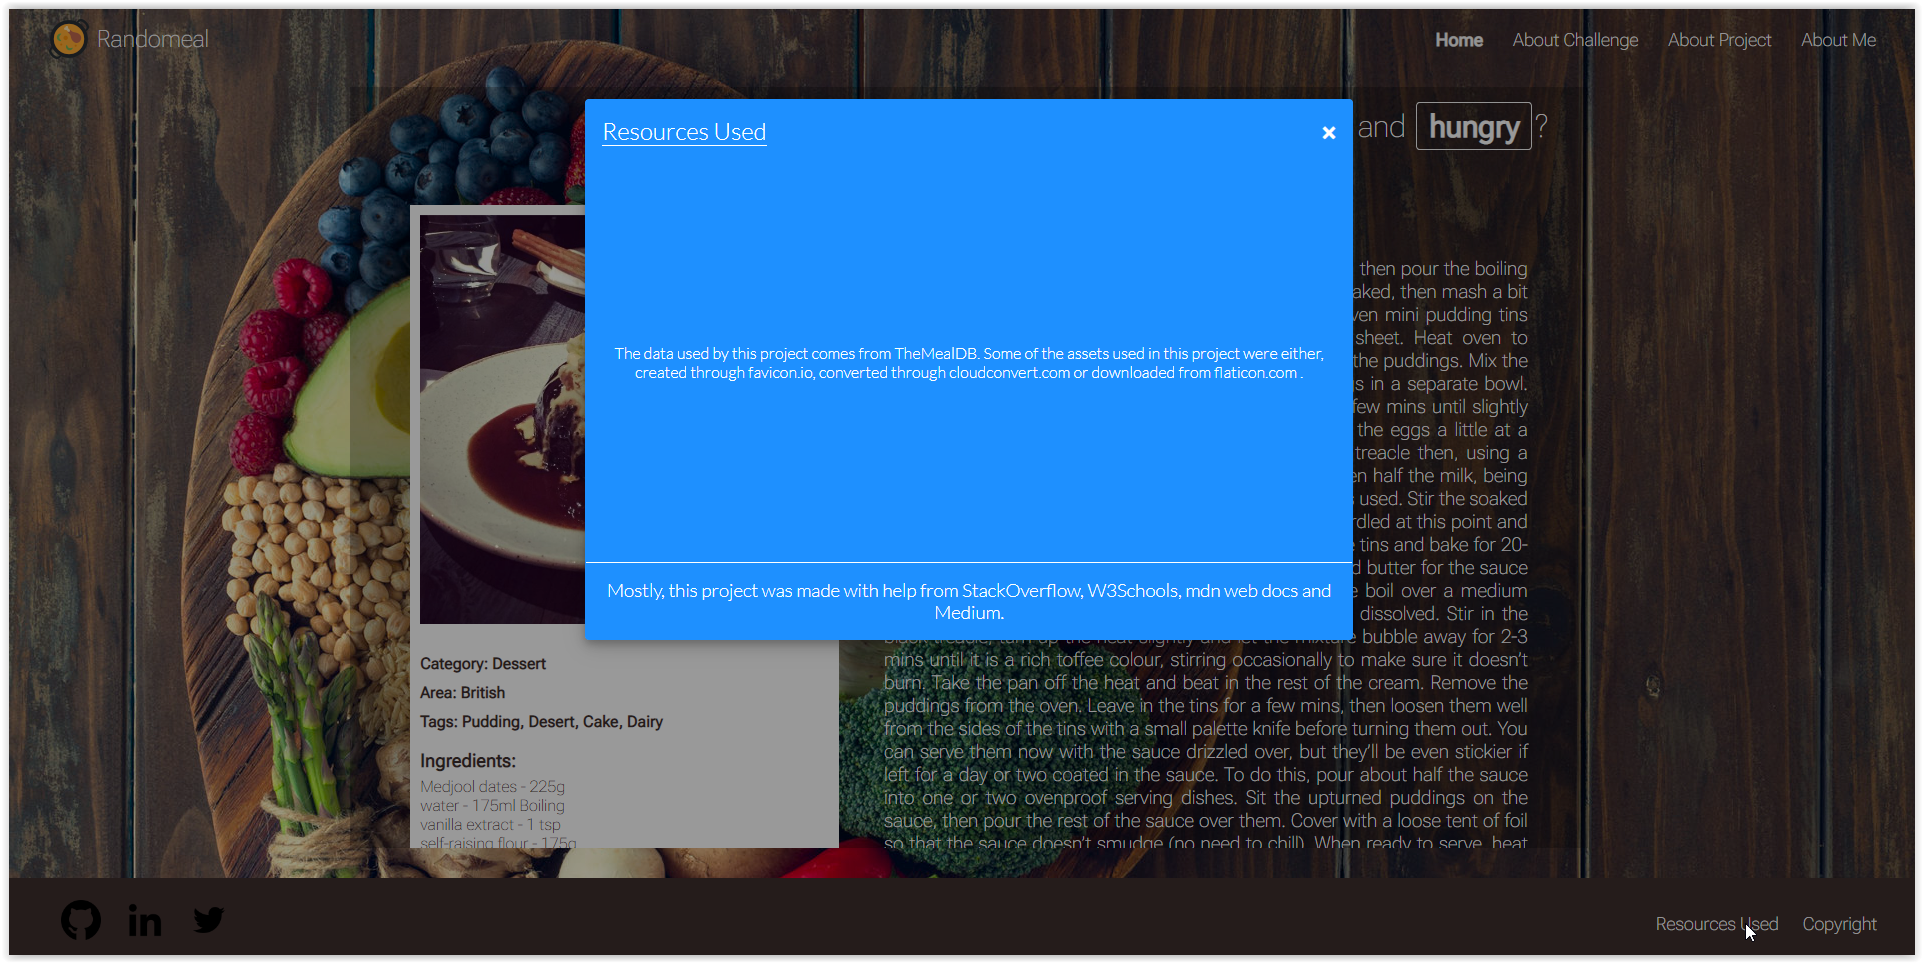 Randomeal
Home About Challenge About Project About Me
and hungry ?
Resources Used
×
The data used by this project comes from TheMealDB. Some of the assets used in this project were either,
created through favicon.io, converted through cloudconvert.com or downloaded from flaticon.com .
Mostly, this project was made with help from StackOverflow, W3Schools, mdn web docs and
Medium.
Category: Dessert
Area: British
Tags: Pudding, Desert, Cake, Dairy
Ingredients:
Medjool dates - 225g
water - 175ml Boiling
vanilla extract - 1 tsp
self-raising flour - 175g
then pour the boiling
then mash a bit
mini pudding tins
sheet. Heat oven to
the puddings. Mix the
in a separate bowl.
few mins until slightly
the eggs a little at a
treacle then, using a
half the milk, being
used. Stir the soaked
at this point and
tins and bake for 20-
butter for the sauce
boil over a medium
dissolved. Stir in the
black treacle, turn up the heat slightly and let the mixture bubble away for 2-3
mins until it is a rich toffee colour, stirring occasionally to make sure it doesn't
burn. Take the pan off the heat and beat in the rest of the cream. Remove the
puddings from the oven. Leave in the tins for a few mins, then loosen them well
from the sides of the tins with a small palette knife before turning them out. You
can serve them now with the sauce drizzled over, but they'll be even stickier if
left for a day or two coated in the sauce. To do this, pour about half the sauce
into one or two ovenproof serving dishes. Sit the upturned puddings on the
sauce, then pour the rest of the sauce over them. Cover with a loose tent of foil
so that the sauce doesn't smudge (no need to chill). When ready to serve, heat
in
Resources Used Copyright